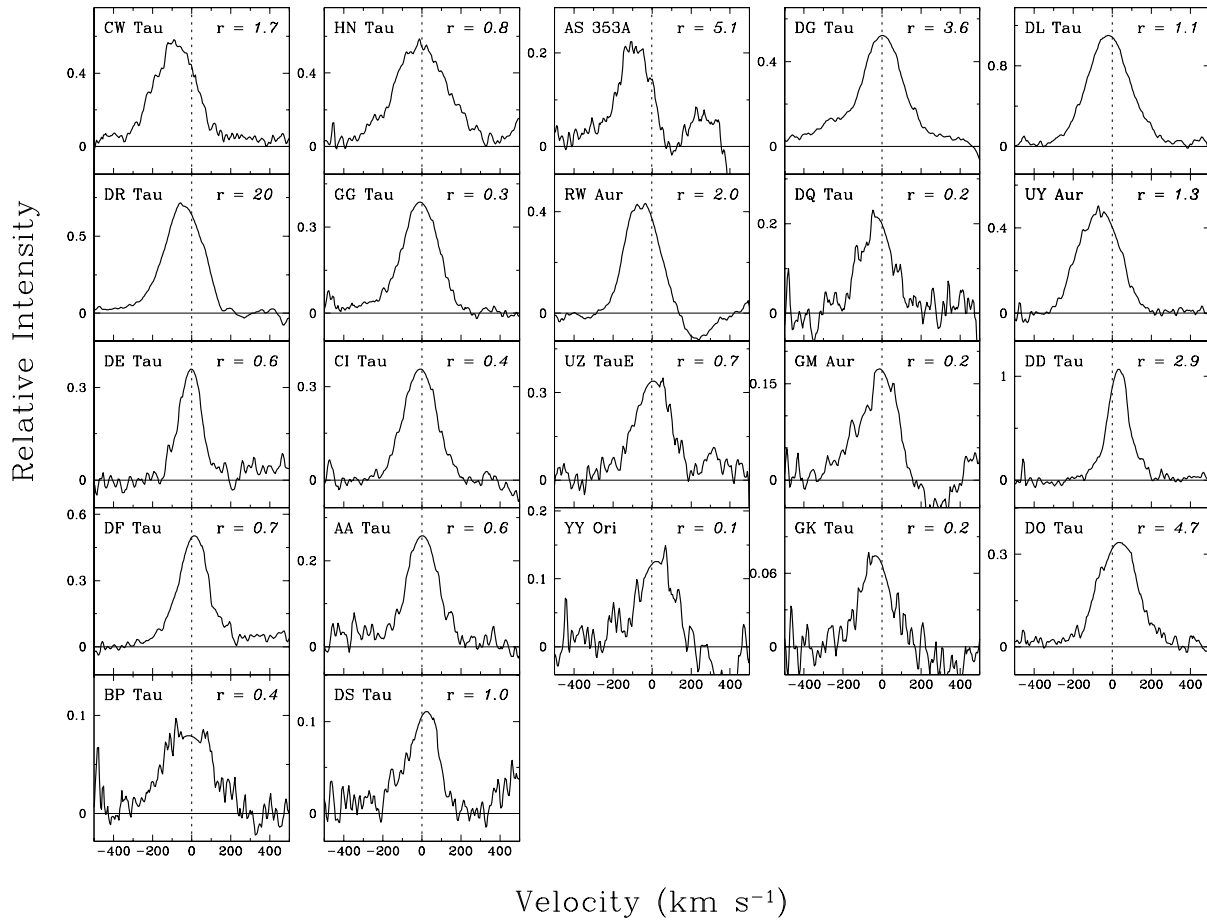 CW Tau r = 1.7 HN Tau r = 0.8 AS 353A r = 5.1 DG Tau r = 3.6 DL Tau r = 1.1
0.4 0.4 0.2 0.4 0.8
0 0 0 0 0
DR Tau r = 20 GG Tau r = 0.3 RW Aur r = 2.0 DQ Tau r = 0.2 UY Aur r = 1.3
0.5 0.3 0.4 0.2 0.4
0 0 0 0 0
DE Tau r = 0.6 CI Tau r = 0.4 UZ TauE r = 0.7 GM Aur r = 0.2 DD Tau r = 2.9
0.3 0.3 0.3 0.15 1
0 0 0 0 0
DF Tau r = 0.7 AA Tau r = 0.6 YY Ori r = 0.1 GK Tau r = 0.2 DO Tau r = 4.7
0.6 0.2
0.3 0.2 0.1 0.06 0.3
0 0 0 0 0
−400 −200 0 200 400 −400 −200 0 200 400 −400 −200 0 200 400
BP Tau r = 0.4 DS Tau r = 1.0
0.1 0.1
0 0
−400 −200 0 200 400 −400 −200 0 200 400
Relative Intensity
Velocity (km s⁻¹)